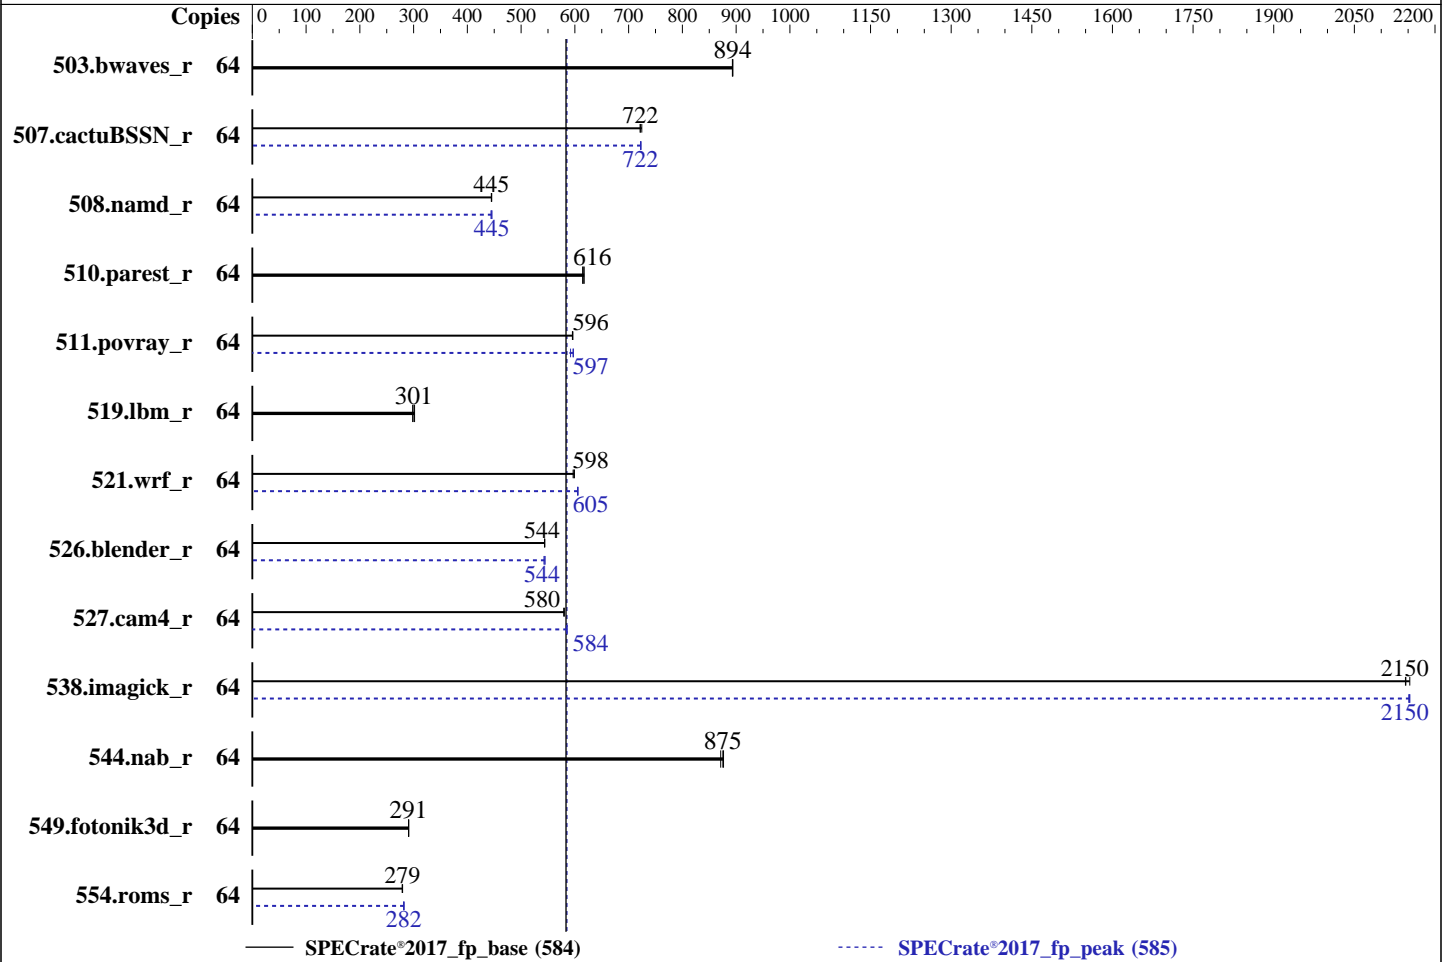 Copies 0 100 200 300 400 500 600 700 800 900 1000 1150 1300 1450 1600 1750 1900 2050 2200
894
503.bwaves_r 64
722
507.cactuBSSN_r 64
722
445
508.namd_r 64
445
616
510.parest_r 64
596
511.povray_r 64
597
301
519.lbm_r 64
598
521.wrf_r 64
605
544
526.blender_r 64
544
580
527.cam4_r 64
584
2150
538.imagick_r 64
2150
875
544.nab_r 64
291
549.fotonik3d_r 64
279
554.roms_r 64
282
SPECrate®2017_fp_base (584) SPECrate®2017_fp_peak (585)